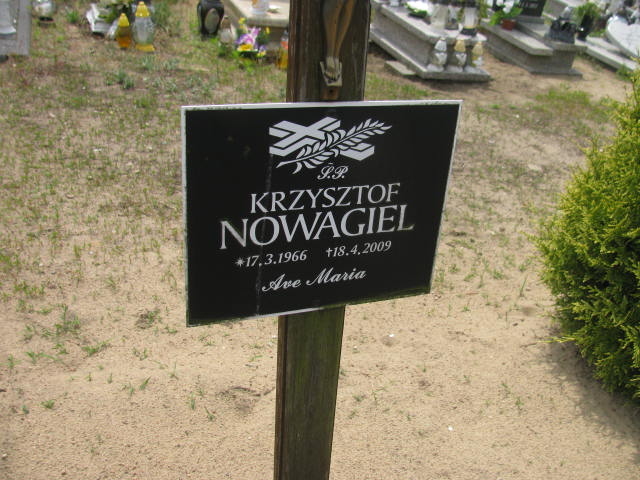 Ś.P.
KRZYSZTOF
NOWAGIEL
*17.3.1966 †18.4.2009
Ave Maria